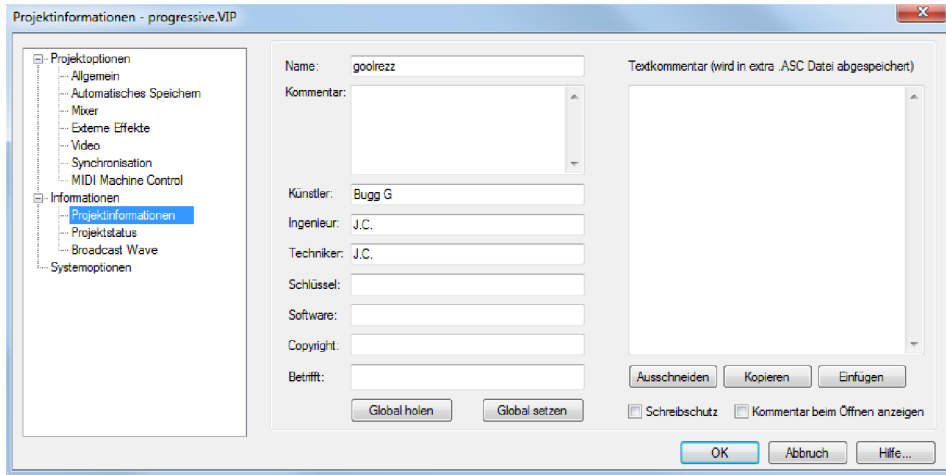 Projektinformationen - progressive.VIP
Projektoptionen
Allgemein
Automatisches Speichern
Mixer
Externe Effekte
Video
Synchronisation
MIDI Machine Control
Informationen
Projektinformationen
Projektstatus
Broadcast Wave
Systemoptionen
Name: goolrezz
Kommentar:
Künstler: Bugg G
Ingenieur: J.C.
Techniker: J.C.
Schlüssel:
Software:
Copyright:
Betrifft:
Global holen Global setzen
Textkommentar (wird in extra .ASC Datei abgespeichert)
Ausschneiden Kopieren Einfügen
Schreibschutz Kommentar beim Öffnen anzeigen
OK Abbruch Hilfe...